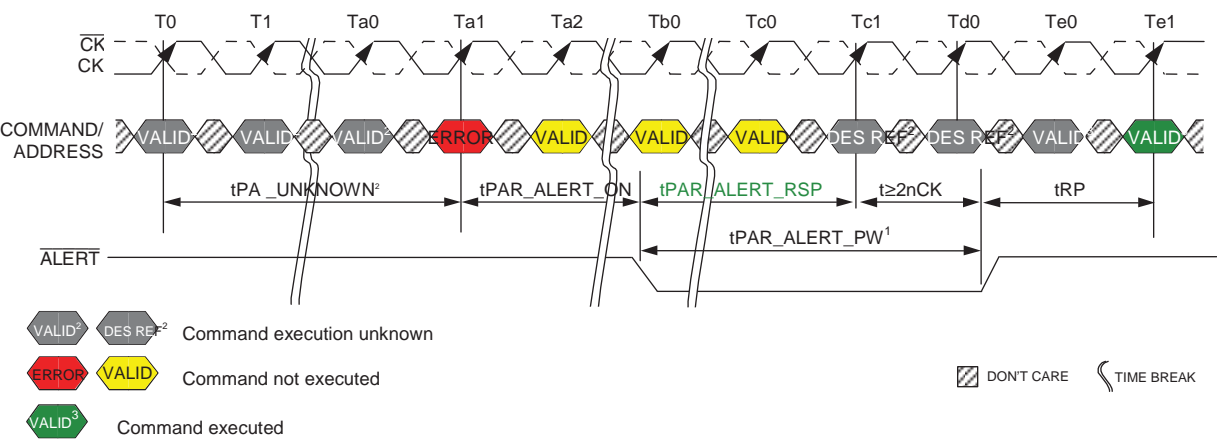 T0 T1 Ta0 Ta1 Ta2 Tb0 Tc0 Tc1 Td0 Te0 Te1
CK
CK
COMMAND/
ADDRESS
VALID VALID VALID² ERROR VALID VALID VALID DES REF² DES REF² VALID VALID
tPA _UNKNOWN² tPAR_ALERT_ON tPAR_ALERT_RSP t≥2nCK tRP
tPAR_ALERT_PW¹
ALERT
VALID² DES REF² Command execution unknown
ERROR VALID Command not executed
DON'T CARE TIME BREAK
VALID³ Command executed